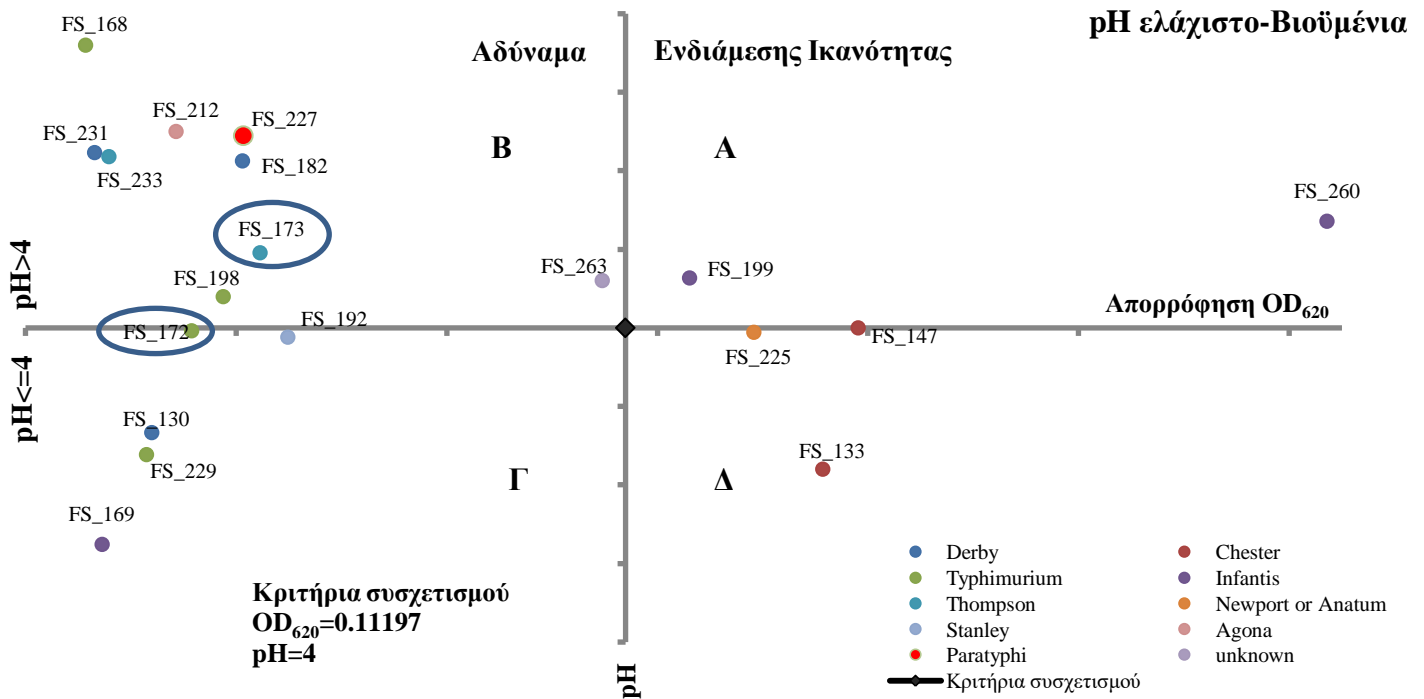 pH ελάχιστο-Βιοϋμένια
Αδύναμα
Ενδιάμεσης Ικανότητας
FS_168
FS_212
FS_227
FS_231
FS_233
FS_182
Β
Α
FS_260
FS_173
FS_263
FS_199
FS_198
pH>4
Απορρόφηση OD620
FS_172
FS_192
FS_147
FS_225
pH<=4
FS_130
FS_229
FS_133
Γ
Δ
FS_169
Κριτήρια συσχετισμού
OD620=0.11197
pH=4
pH
Derby
Typhimurium
Thompson
Stanley
Paratyphi
Κριτήρια συσχετισμού
Chester
Infantis
Newport or Anatum
Agona
unknown